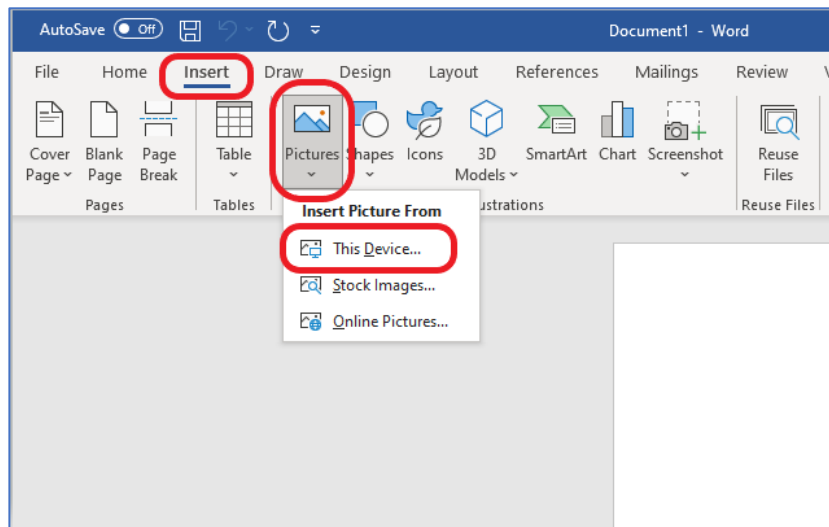 AutoSave Off Document1 - Word
File Home Insert Draw Design Layout References Mailings Review
Cover Blank Page Table Pictures Shapes Icons 3D SmartArt Chart Screenshot Reuse
Page Page Break Models Files
Pages Tables ustrations Reuse Files
Insert Picture From
This Device...
Stock Images...
Online Pictures...